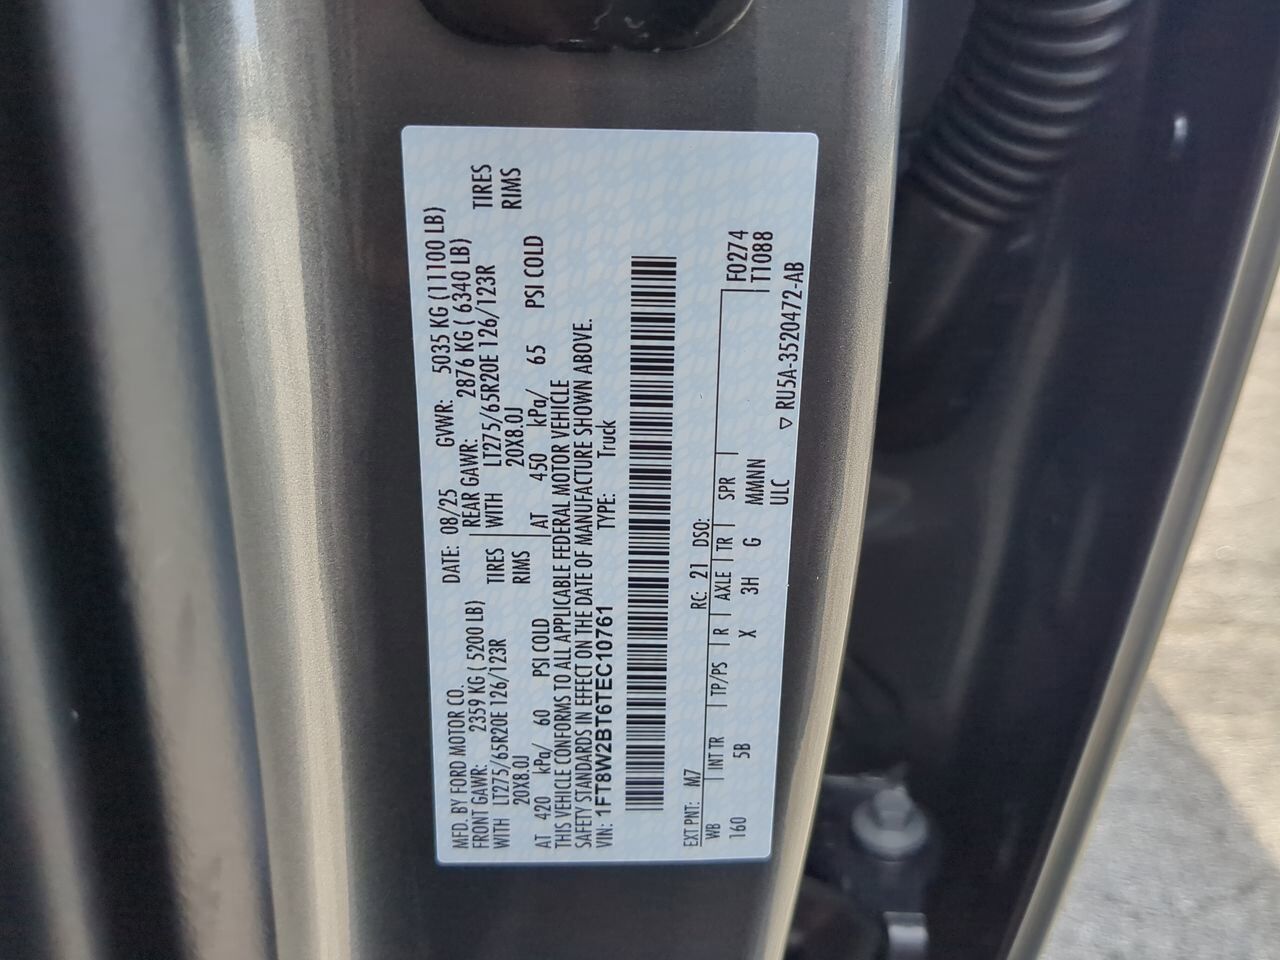 MFD. BY FORD MOTOR CO. DATE: 08/25 GVWR: 5035 KG (11100 LB)
FRONT GAWR: 2359 KG ( 5200 LB) REAR GAWR: 2876 KG ( 6340 LB)
WITH LT275/65R20E 126/123R TIRES WITH LT275/65R20E 126/123R TIRES
20X8.0J RIMS 20X8.0J RIMS
AT 420 kPa/ 60 PSI COLD AT 450 kPa/ 65 PSI COLD
THIS VEHICLE CONFORMS TO ALL APPLICABLE FEDERAL MOTOR VEHICLE
SAFETY STANDARDS IN EFFECT ON THE DATE OF MANUFACTURE SHOWN ABOVE.
VIN: 1FT8W2BT6TEC10761 TYPE: Truck
EXT PNT: M7 RC: 21 DSO:
WB INT TR TP/PS R AXLE TR SPR F0274
160 5B X 3H G MMNN T1088
ULC
▽ RU5A-3520472-AB